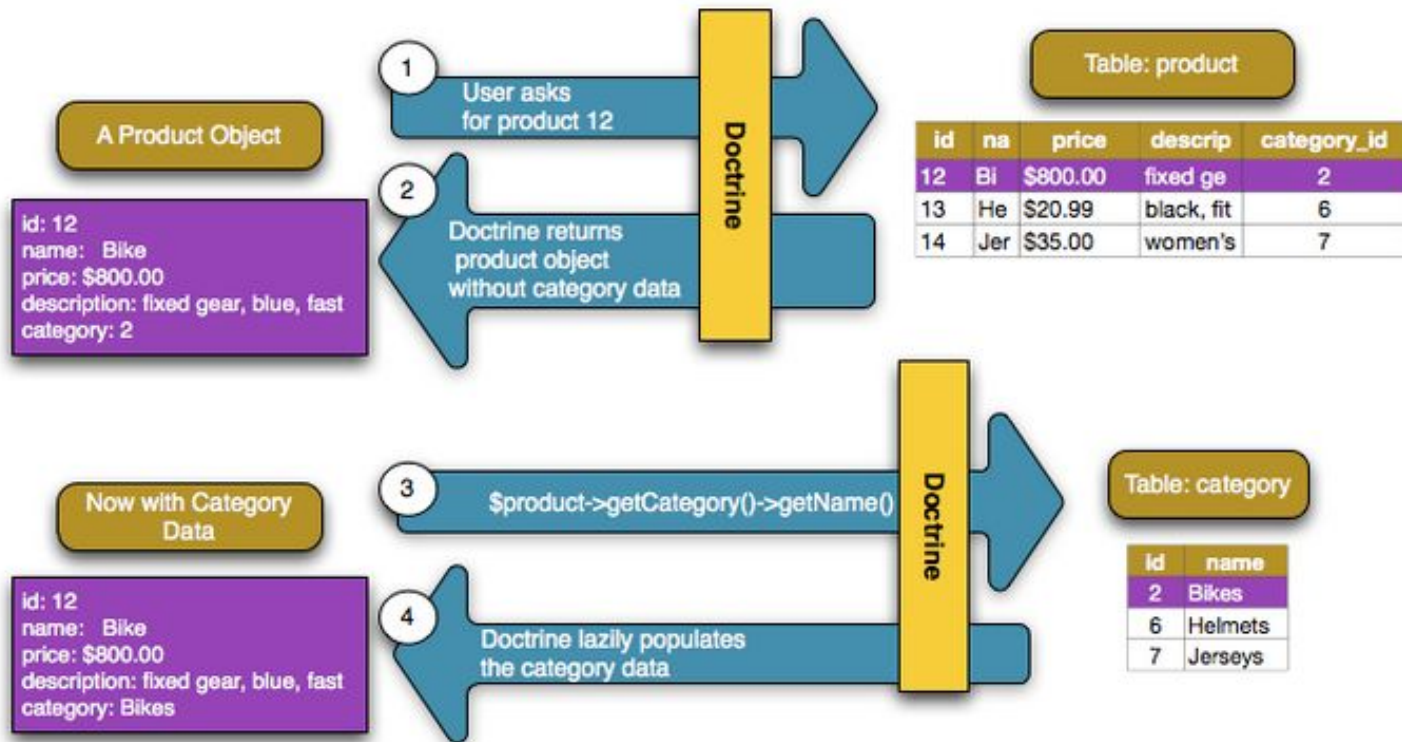 1
User asks
for product 12
Doctrine
Table: product
A Product Object
id na price descrip category_id
12 Bi $800.00 fixed ge 2
13 He $20.99 black, fit 6
14 Jer $35.00 women's 7
2
Doctrine returns
product object
without category data
id: 12
name: Bike
price: $800.00
description: fixed gear, blue, fast
category: 2
3
$product->getCategory()->getName()
Doctrine
Table: category
Now with Category
Data
id name
2 Bikes
6 Helmets
7 Jerseys
4
Doctrine lazily populates
the category data
id: 12
name: Bike
price: $800.00
description: fixed gear, blue, fast
category: Bikes